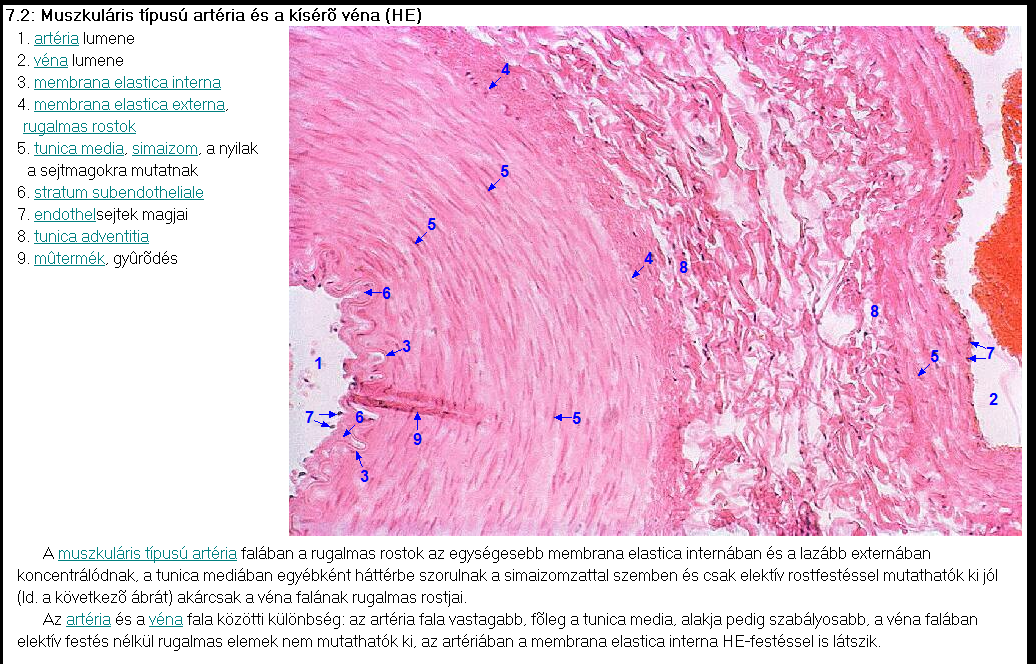 7.2: Muszkuláris típusú artéria és a kísérõ véna (HE)
1. artéria lumene
2. véna lumene
3. membrana elastica interna
4. membrana elastica externa,
rugalmas rostok
5. tunica media, simaizom, a nyilak
a sejtmagokra mutatnak
6. stratum subendotheliale
7. endothelsejtek magjai
8. tunica adventitia
9. mûtermék, gyûrõdés
4
5
5
4
8
6
8
3
1
7
5
2
7
6
5
9
3
A muszkuláris típusú artéria falában a rugalmas rostok az egységesebb membrana elastica internában és a lazább externában
koncentrálódnak, a tunica mediában egyébként háttérbe szorulnak a simaizomzattal szemben és csak elektív rostfestéssel mutathatók ki jól
(ld. a következõ ábrát) akárcsak a véna falának rugalmas rostjai.
Az artéria és a véna fala közötti különbség: az artéria fala vastagabb, fõleg a tunica media, alakja pedig szabályosabb, a véna falában
elektív festés nélkül rugalmas elemek nem mutathatók ki, az artériában a membrana elastica interna HE-festéssel is látszik.